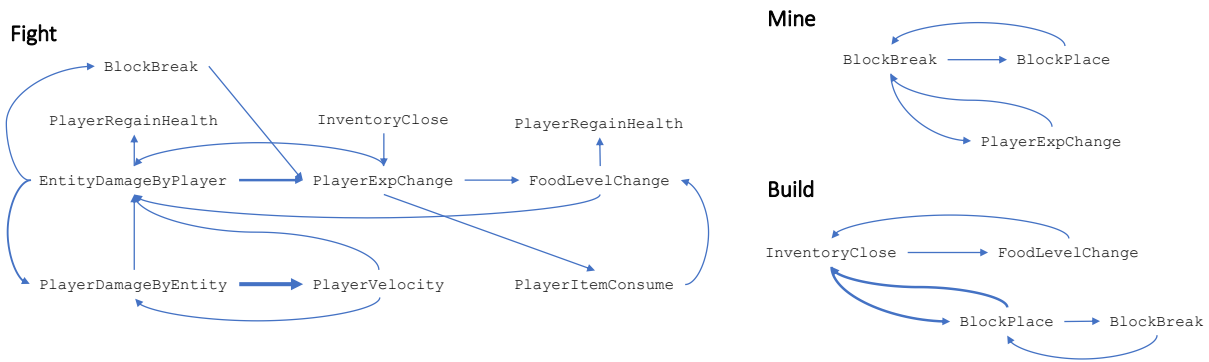 Fight
BlockBreak
PlayerRegainHealth
InventoryClose
PlayerRegainHealth
EntityDamageByPlayer
PlayerExpChange
FoodLevelChange
PlayerDamageByEntity
PlayerVelocity
PlayerItemConsume
Mine
BlockBreak
BlockPlace
PlayerExpChange
Build
InventoryClose
FoodLevelChange
BlockPlace
BlockBreak